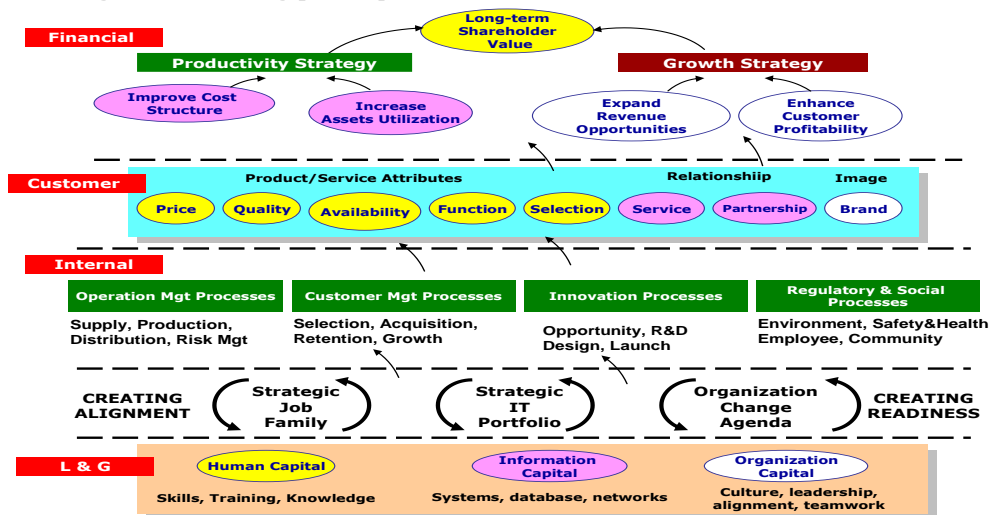 Long-term
Shareholder
Value
Financial
Productivity Strategy
Growth Strategy
Improve Cost
Structure
Increase
Assets Utilization
Expand
Revenue
Opportunities
Enhance
Customer
Profitability
Customer
Product/Service Attributes
Relationshiip
Image
Price
Quality
Availability
Function
Selection
Service
Partnership
Brand
Internal
Operation Mgt Processes
Customer Mgt Processes
Innovation Processes
Regulatory & Social
Processes
Supply, Production,
Distribution, Risk Mgt
Selection, Acquisition,
Retention, Growth
Opportunity, R&D
Design, Launch
Environment, Safety&Health
Employee, Community
CREATING
ALIGNMENT
Strategic
Job
Family
Strategic
IT
Portfolio
Organization
Change
Agenda
CREATING
READINESS
L & G
Human Capital
Information
Capital
Organization
Capital
Skills, Training, Knowledge
Systems, database, networks
Culture, leadership,
alignment, teamwork